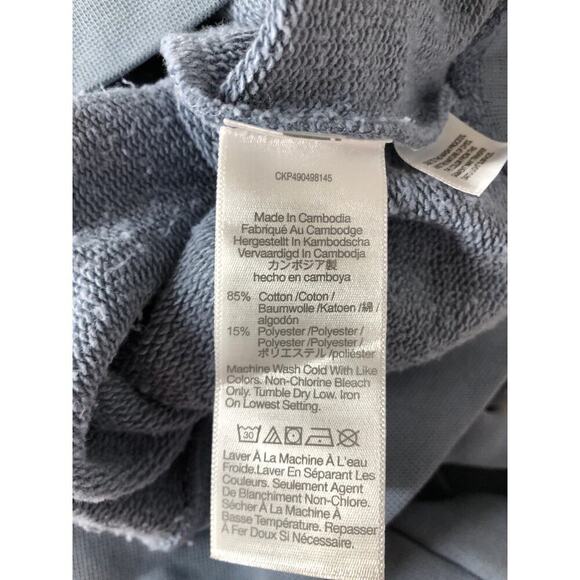 CKP490498145
Made In Cambodia
Fabriqué Au Cambodge
Hergestellt In Kambodscha
Vervaardigd In Cambodja
カンボジア製
hecho en camboya
85% Cotton /Coton /
Baumwolle /Katoen /綿 /
algodón
15% Polyester /Polyester /
Polyester /Polyester /
ポリエステル /poliéster
Machine Wash Cold With Like
Colors. Non-Chlorine Bleach
Only. Tumble Dry Low. Iron
On Lowest Setting.
30
Laver À La Machine À L'eau
Froide.Laver En Séparant Les
Couleurs. Seulement Agent
De Blanchiment Non-Chlore.
Sécher À La Machine À
Basse Température. Repasser
À Fer Doux Si Nécessaire.